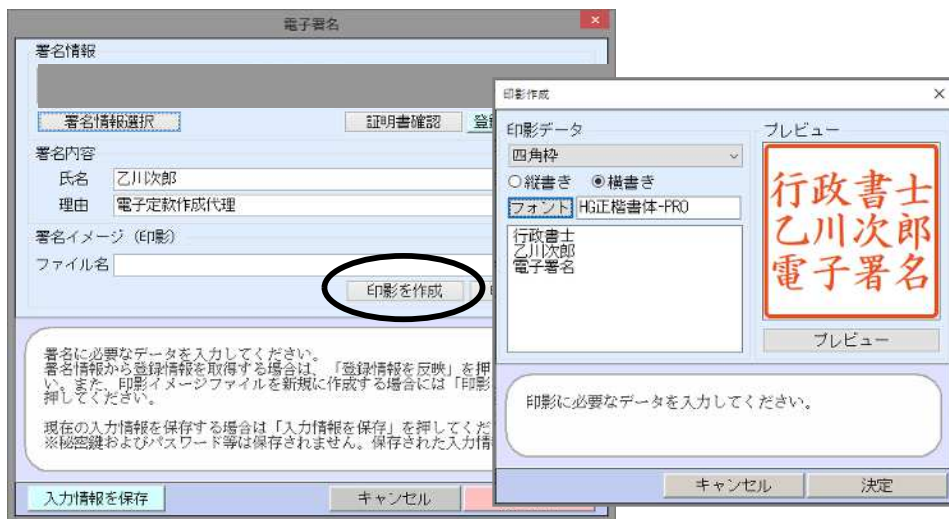 電子署名
署名情報
署名情報選択
証明書確認
署名内容
氏名 乙川次郎
理由 電子定款作成代理
署名イメージ (印影)
ファイル名
印影を作成
署名に必要なデータを入力してください。
署名情報から登録情報を取得する場合は、「登録情報を反映」を押
い。また、印影イメージファイルを新規に作成する場合には「印影
押してください。
現在の入力情報を保存する場合は「入力情報を保存」を押してくだ
※秘密鍵およびパスワード等は保存されません。保存された入力情
入力情報を保存
キャンセル
印影作成
印影データ
四角枠
縦書き 横書き
フォント HG正楷書体-PRO
行政書士
乙川次郎
電子署名
プレビュー
行政書士
乙川次郎
電子署名
プレビュー
印影に必要なデータを入力してください。
キャンセル
決定